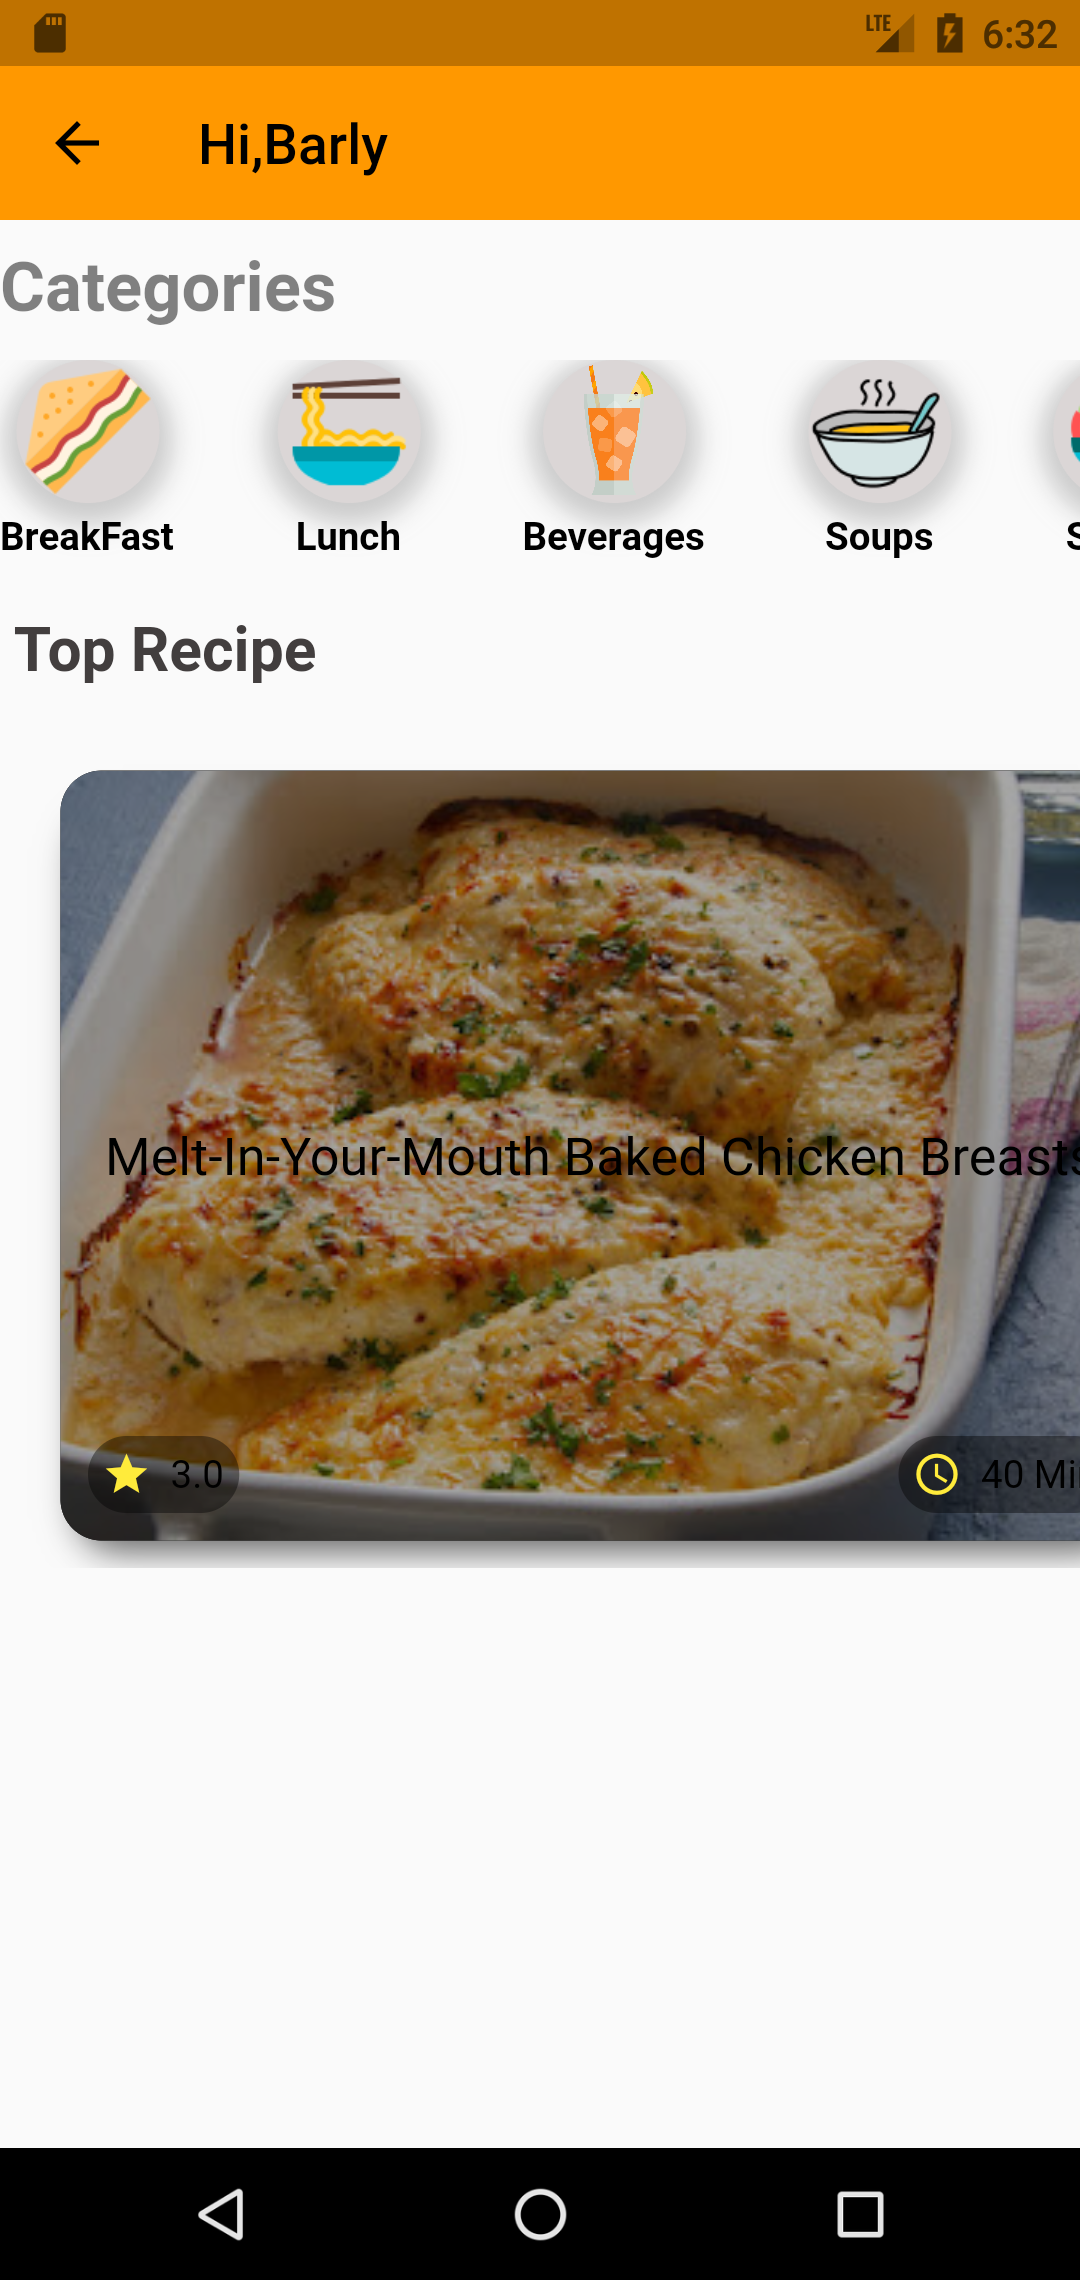 LTE 6:32
Hi,Barly
Categories
BreakFast Lunch Beverages Soups S
Top Recipe
Melt-In-Your-Mouth Baked Chicken Breasts
3.0 40 Mi